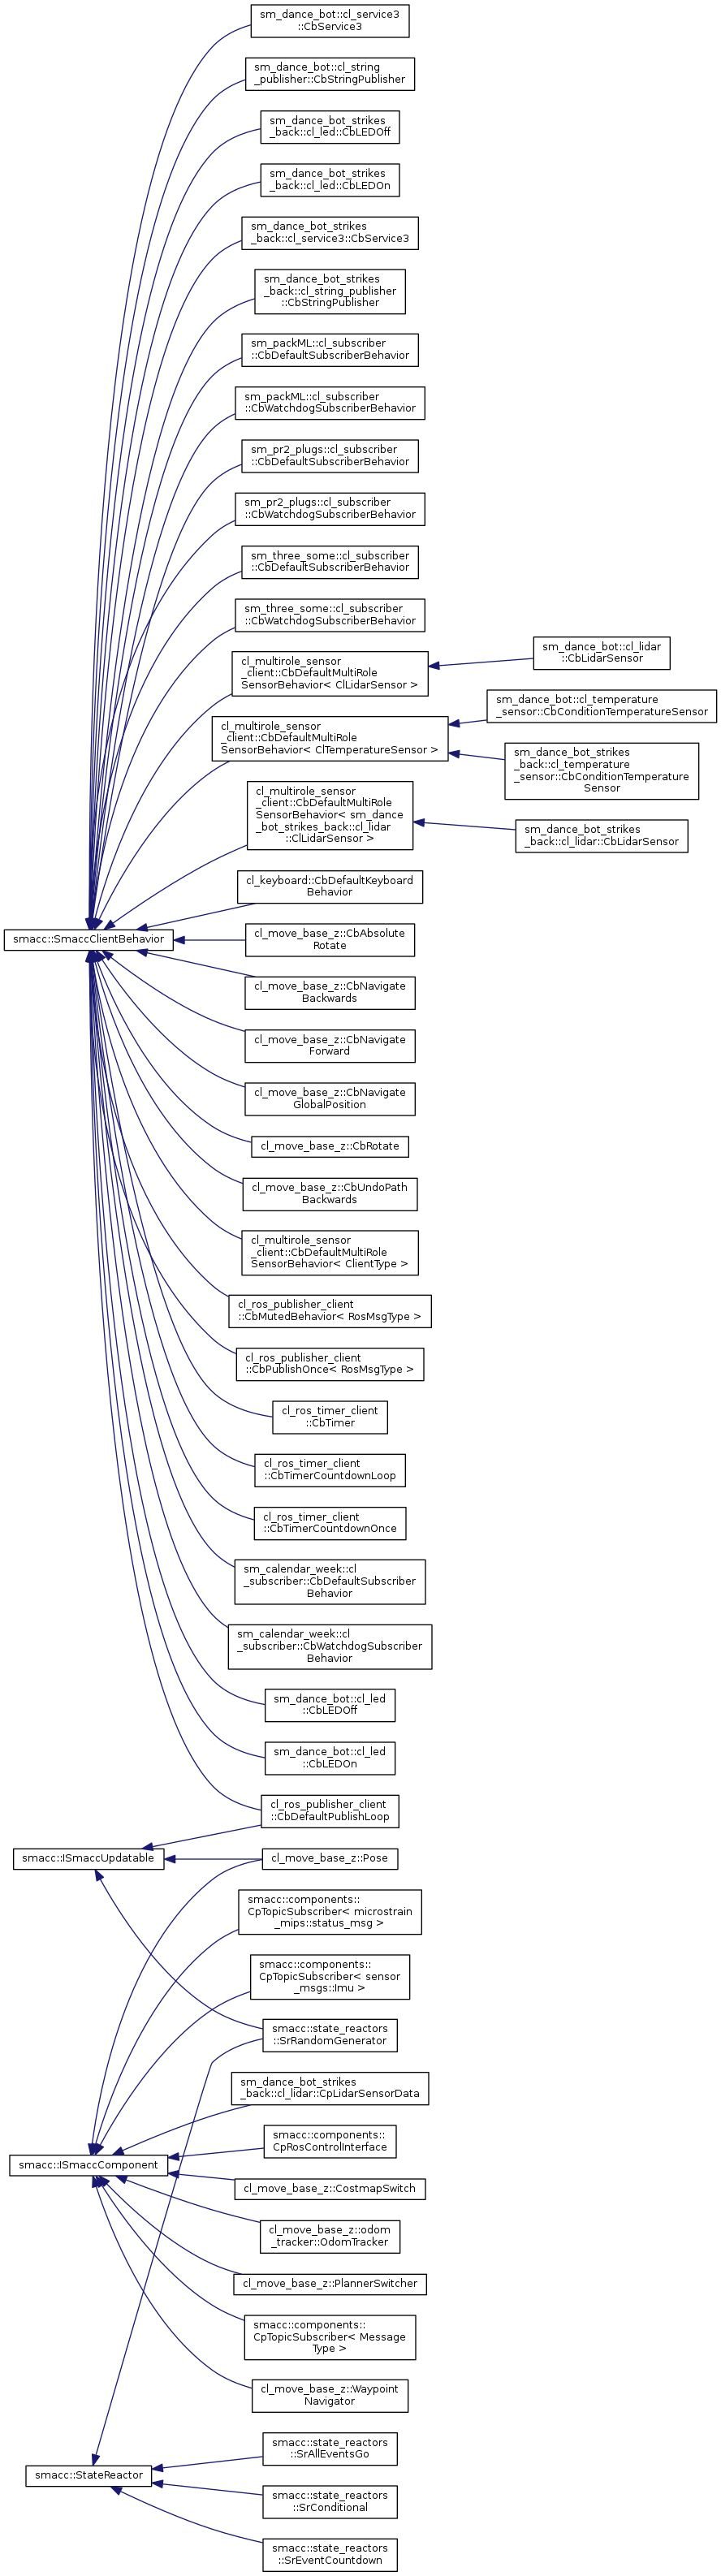 sm_dance_bot::cl_service3
::CbService3
sm_dance_bot::cl_string
_publisher::CbStringPublisher
sm_dance_bot_strikes
_back::cl_led::CbLEDOff
sm_dance_bot_strikes
_back::cl_led::CbLEDOn
sm_dance_bot_strikes
_back::cl_service3::CbService3
sm_dance_bot_strikes
_back::cl_string_publisher
::CbStringPublisher
sm_packML::cl_subscriber
::CbDefaultSubscriberBehavior
sm_packML::cl_subscriber
::CbWatchdogSubscriberBehavior
sm_pr2_plugs::cl_subscriber
::CbDefaultSubscriberBehavior
sm_pr2_plugs::cl_subscriber
::CbWatchdogSubscriberBehavior
sm_three_some::cl_subscriber
::CbDefaultSubscriberBehavior
sm_three_some::cl_subscriber
::CbWatchdogSubscriberBehavior
cl_multirole_sensor
_client::CbDefaultMultiRole
SensorBehavior< ClLidarSensor >
sm_dance_bot::cl_lidar
::CbLidarSensor
cl_multirole_sensor
_client::CbDefaultMultiRole
SensorBehavior< ClTemperatureSensor >
sm_dance_bot::cl_temperature
_sensor::CbConditionTemperatureSensor
sm_dance_bot_strikes
_back::cl_temperature
_sensor::CbConditionTemperature
Sensor
cl_multirole_sensor
_client::CbDefaultMultiRole
SensorBehavior< sm_dance
_bot_strikes_back::cl_lidar
::ClLidarSensor >
sm_dance_bot_strikes
_back::cl_lidar::CbLidarSensor
cl_keyboard::CbDefaultKeyboard
Behavior
smacc::SmaccClientBehavior
cl_move_base_z::CbAbsolute
Rotate
cl_move_base_z::CbNavigate
Backwards
cl_move_base_z::CbNavigate
Forward
cl_move_base_z::CbNavigate
GlobalPosition
cl_move_base_z::CbRotate
cl_move_base_z::CbUndoPath
Backwards
cl_multirole_sensor
_client::CbDefaultMultiRole
SensorBehavior< ClientType >
cl_ros_publisher_client
::CbMutedBehavior< RosMsgType >
cl_ros_publisher_client
::CbPublishOnce< RosMsgType >
cl_ros_timer_client
::CbTimer
cl_ros_timer_client
::CbTimerCountdownLoop
cl_ros_timer_client
::CbTimerCountdownOnce
sm_calendar_week::cl
_subscriber::CbDefaultSubscriber
Behavior
sm_calendar_week::cl
_subscriber::CbWatchdogSubscriber
Behavior
sm_dance_bot::cl_led
::CbLEDOff
sm_dance_bot::cl_led
::CbLEDOn
cl_ros_publisher_client
::CbDefaultPublishLoop
smacc::ISmaccUpdatable
cl_move_base_z::Pose
smacc::components::
CpTopicSubscriber< microstrain
_mips::status_msg >
smacc::components::
CpTopicSubscriber< sensor
_msgs::Imu >
smacc::state_reactors
::SrRandomGenerator
sm_dance_bot_strikes
_back::cl_lidar::CpLidarSensorData
smacc::components::
CpRosControlInterface
smacc::ISmaccComponent
cl_move_base_z::CostmapSwitch
cl_move_base_z::odom
_tracker::OdomTracker
cl_move_base_z::PlannerSwitcher
smacc::components::
CpTopicSubscriber< Message
Type >
cl_move_base_z::Waypoint
Navigator
smacc::state_reactors
::SrAllEventsGo
smacc::StateReactor
smacc::state_reactors
::SrConditional
smacc::state_reactors
::SrEventCountdown